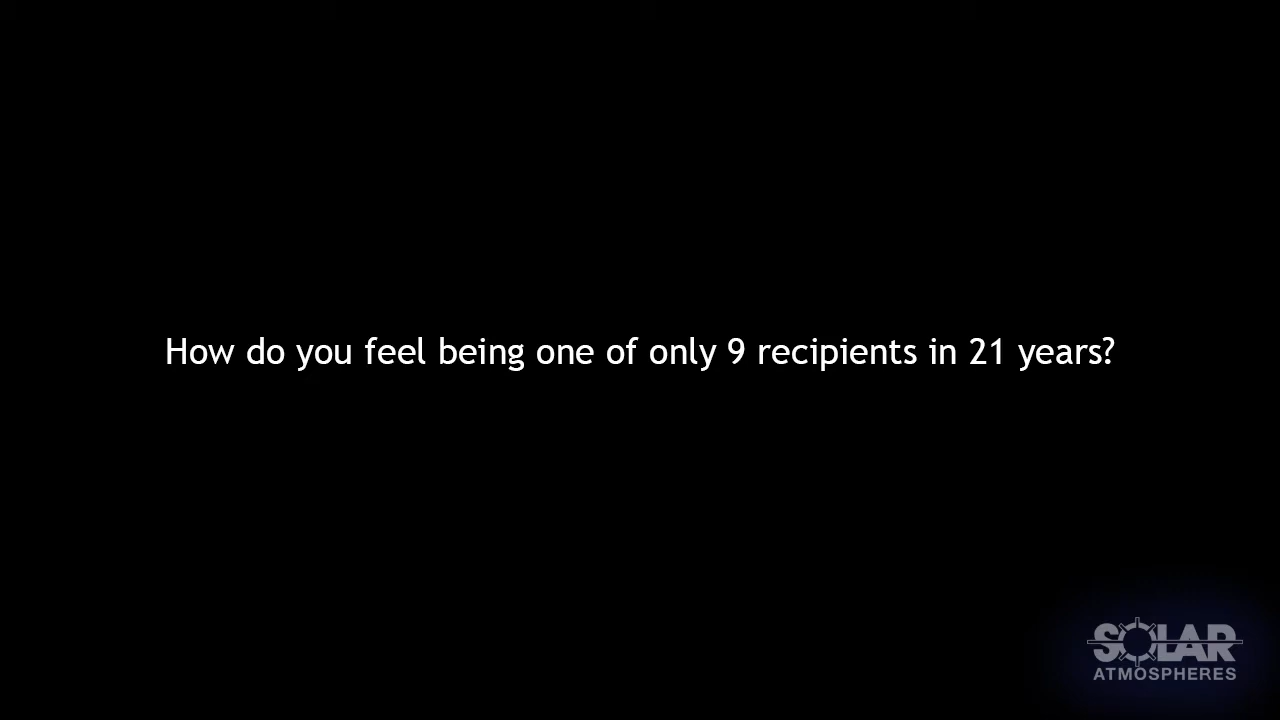 How do you feel being one of only 9 recipients in 21 years?
SOLAR
ATMOSPHERES